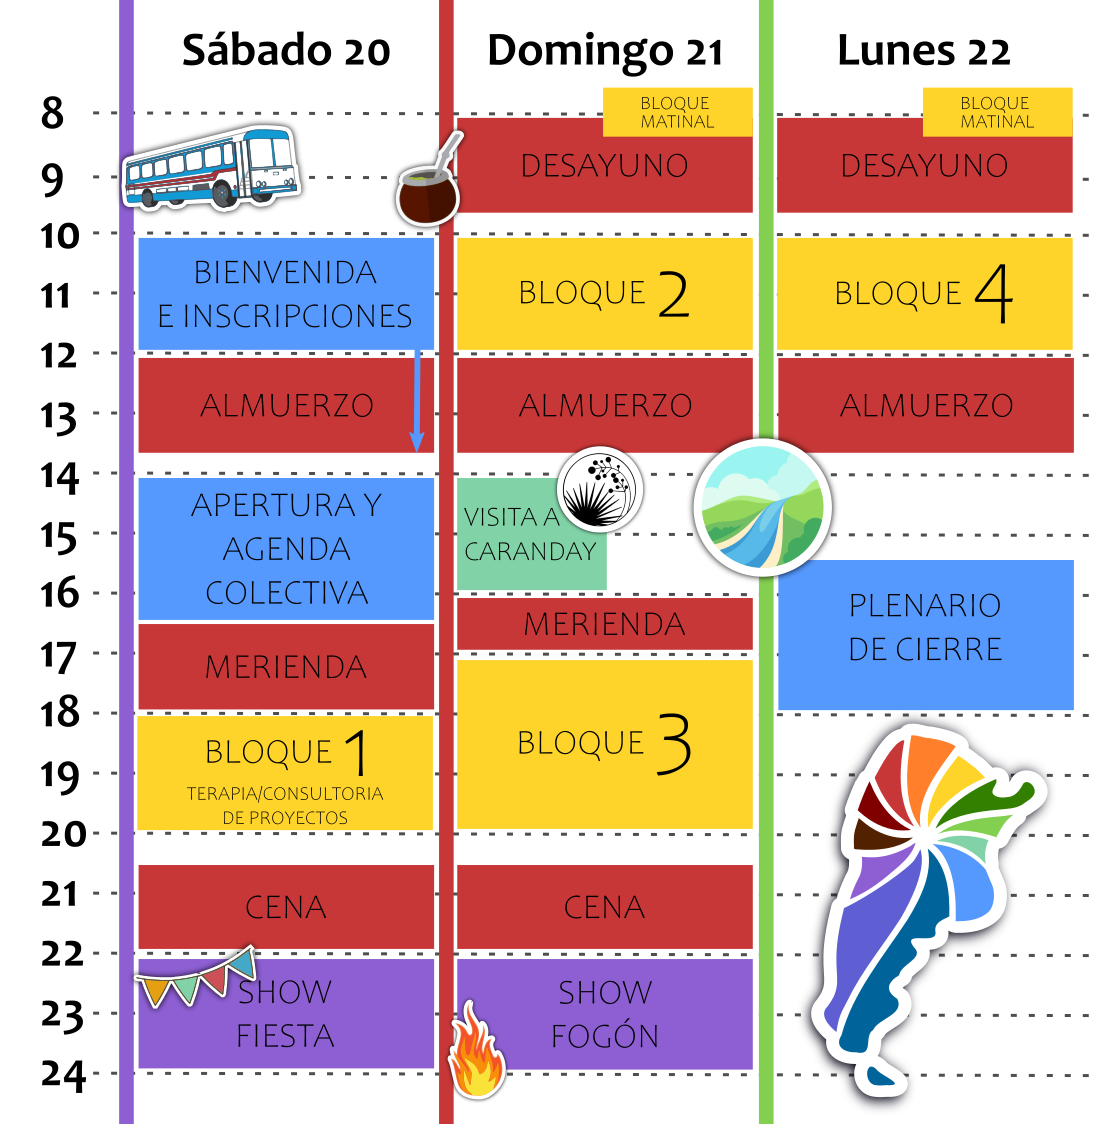 Sábado 20
Domingo 21
Lunes 22
8
9
10
11
12
13
14
15
16
17
18
19
20
21
22
23
24
BIENVENIDA
E INSCRIPCIONES
ALMUERZO
APERTURA Y
AGENDA
COLECTIVA
MERIENDA
BLOQUE 1
TERAPIA/CONSULTORIA
DE PROYECTOS
CENA
SHOW
FIESTA
BLOQUE
MATINAL
DESAYUNO
BLOQUE 2
ALMUERZO
VISITA A
CARANDAY
MERIENDA
BLOQUE 3
CENA
SHOW
FOGÓN
BLOQUE
MATINAL
DESAYUNO
BLOQUE 4
ALMUERZO
PLENARIO
DE CIERRE